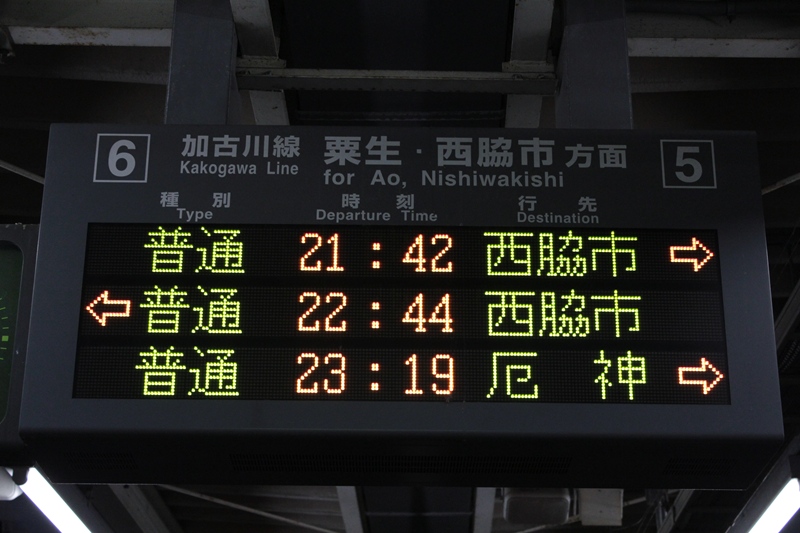 6 加古川線 粟生・西脇市 方面 5
Kakogawa Line for Ao, Nishiwakishi
種別 時刻 行先
Type Departure Time Destination
普通 21:42 西脇市 ⇨
⇦ 普通 22:44 西脇市
普通 23:19 厄神 ⇨